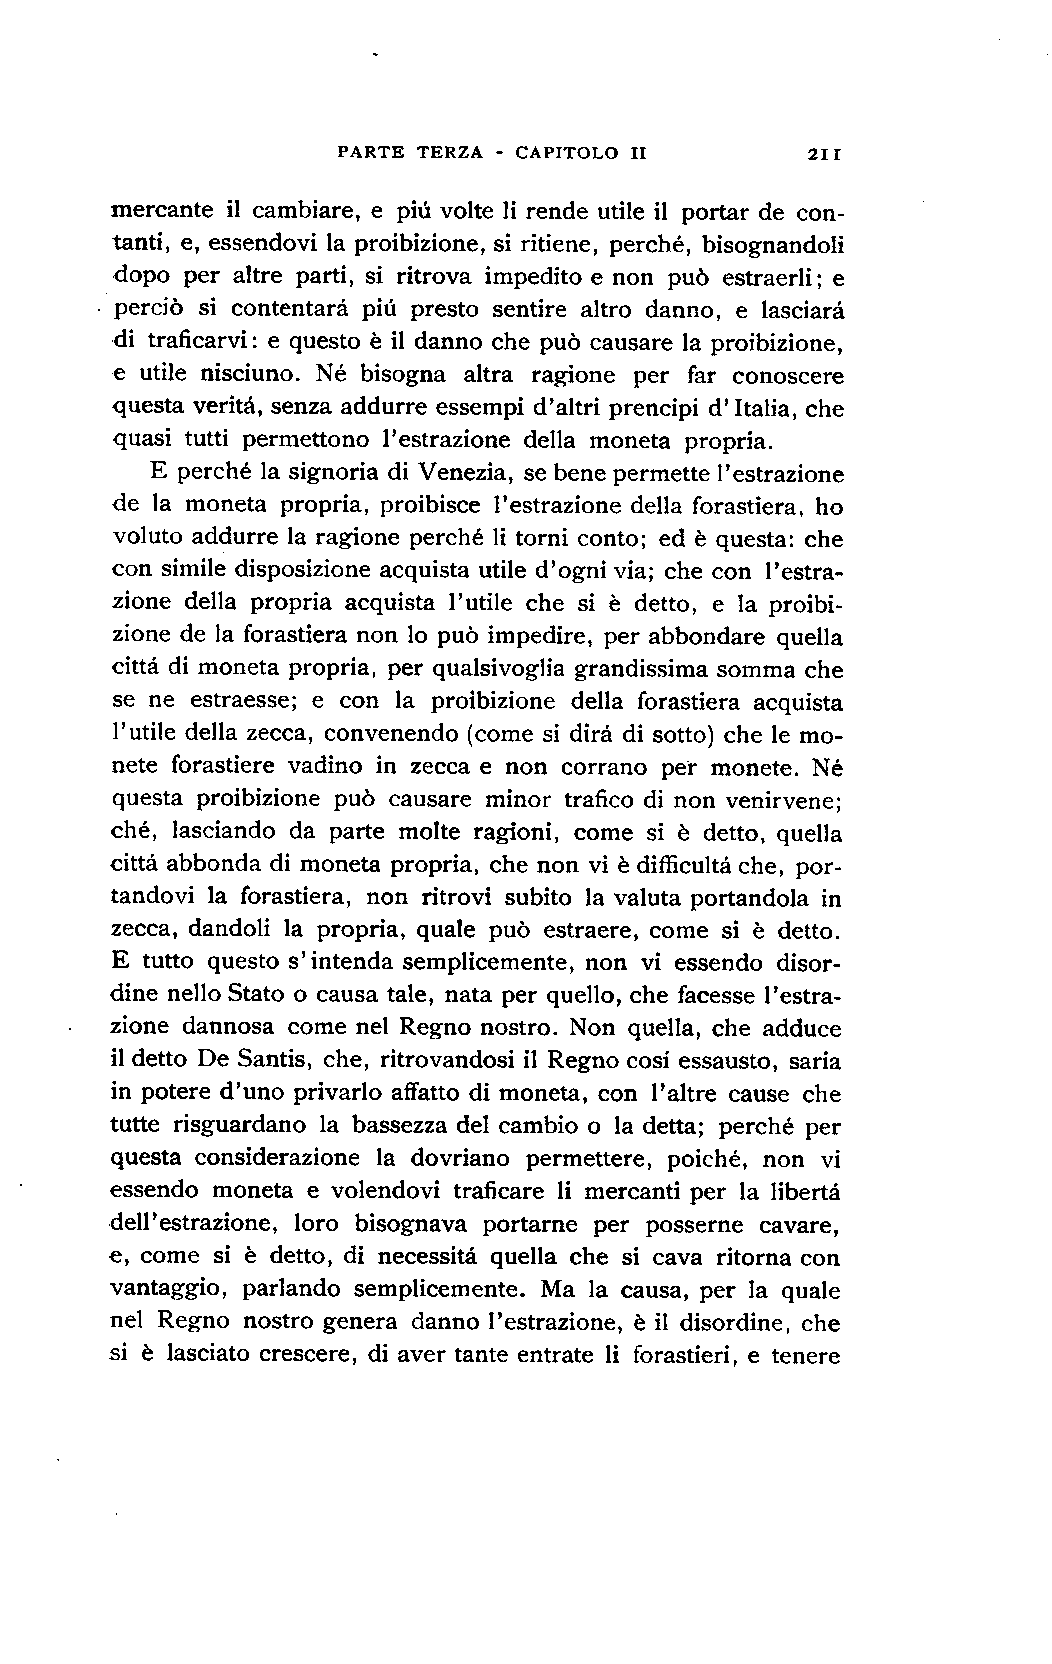 PARTE TERZA - CAPITOLO II 211
mercante il cambiare, e piú volte li rende utile il portar de con-
tanti, e, essendovi la proibizione, si ritiene, perché, bisognandoli
dopo per altre parti, si ritrova impedito e non può estraerli; e
perciò si contentará piú presto sentire altro danno, e lasciará
di traficarvi: e questo è il danno che può causare la proibizione,
e utile nisciuno. Né bisogna altra ragione per far conoscere
questa veritá, senza addurre essempi d'altri prencipi d'Italia, che
quasi tutti permettono l'estrazione della moneta propria.
E perché la signoria di Venezia, se bene permette l'estrazione
de la moneta propria, proibisce l'estrazione della forastiera, ho
voluto addurre la ragione perché li torni conto; ed è questa: che
con simile disposizione acquista utile d'ogni via; che con l'estra-
zione della propria acquista l'utile che si è detto, e la proibi-
zione de la forastiera non lo può impedire, per abbondare quella
cittá di moneta propria, per qualsivoglia grandissima somma che
se ne estraesse; e con la proibizione della forastiera acquista
l'utile della zecca, convenendo (come si dirá di sotto) che le mo-
nete forastiere vadino in zecca e non corrano per monete. Né
questa proibizione può causare minor trafico di non venirvene;
ché, lasciando da parte molte ragioni, come si è detto, quella
cittá abbonda di moneta propria, che non vi è difficultá che, por-
tandovi la forastiera, non ritrovi subito la valuta portandola in
zecca, dandoli la propria, quale può estraere, come si è detto.
E tutto questo s'intenda semplicemente, non vi essendo disor-
dine nello Stato o causa tale, nata per quello, che facesse l'estra-
zione dannosa come nel Regno nostro. Non quella, che adduce
il detto De Santis, che, ritrovandosi il Regno cosí essausto, saria
in potere d'uno privarlo affatto di moneta, con l'altre cause che
tutte risguardano la bassezza del cambio o la detta; perché per
questa considerazione la dovriano permettere, poiché, non vi
essendo moneta e volendovi traficare li mercanti per la libertá
dell'estrazione, loro bisognava portarne per posserne cavare,
e, come si è detto, di necessitá quella che si cava ritorna con
vantaggio, parlando semplicemente. Ma la causa, per la quale
nel Regno nostro genera danno l'estrazione, è il disordine, che
si è lasciato crescere, di aver tante entrate li forastieri, e tenere